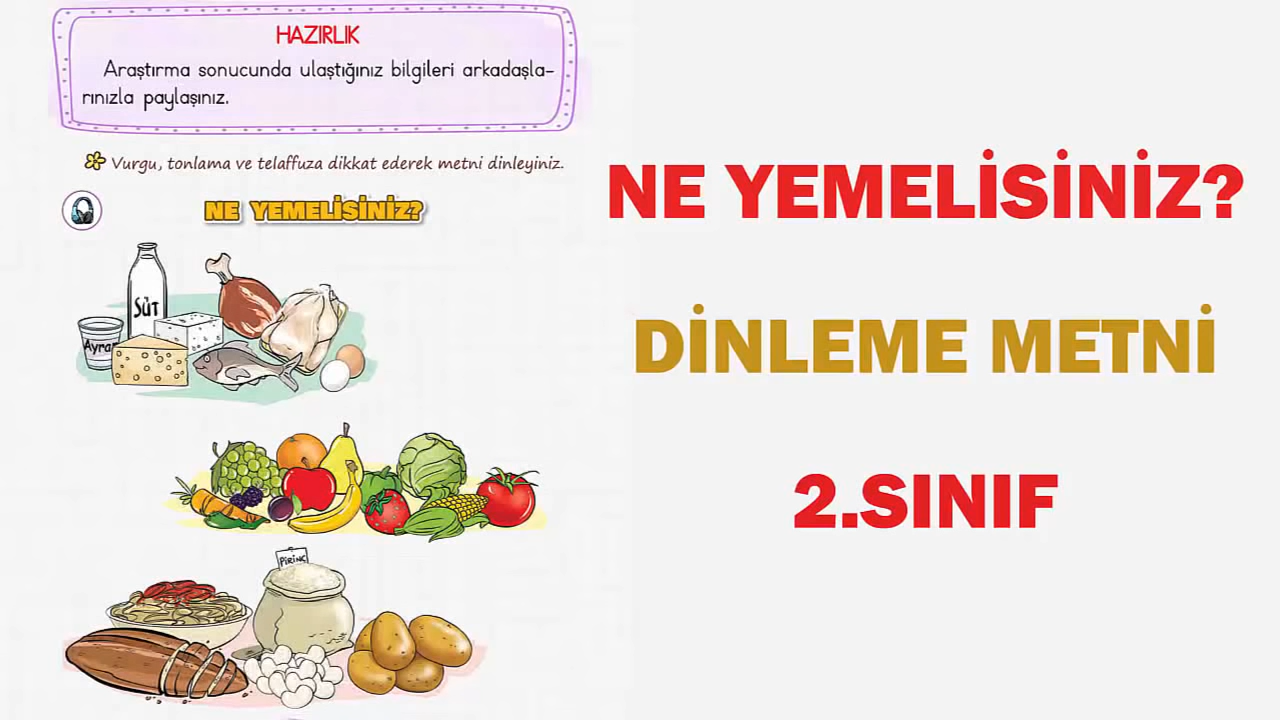 HAZIRLIK
Araştırma sonucunda ulaştığınız bilgileri arkadaşla-
rınızla paylaşınız.
Vurgu, tonlama ve telaffuza dikkat ederek metni dinleyiniz.
NE YEMELİSİNİZ?
SÜT
Ayra
PİRİNÇ
NE YEMELİSİNİZ?
DİNLEME METNİ
2.SINIF